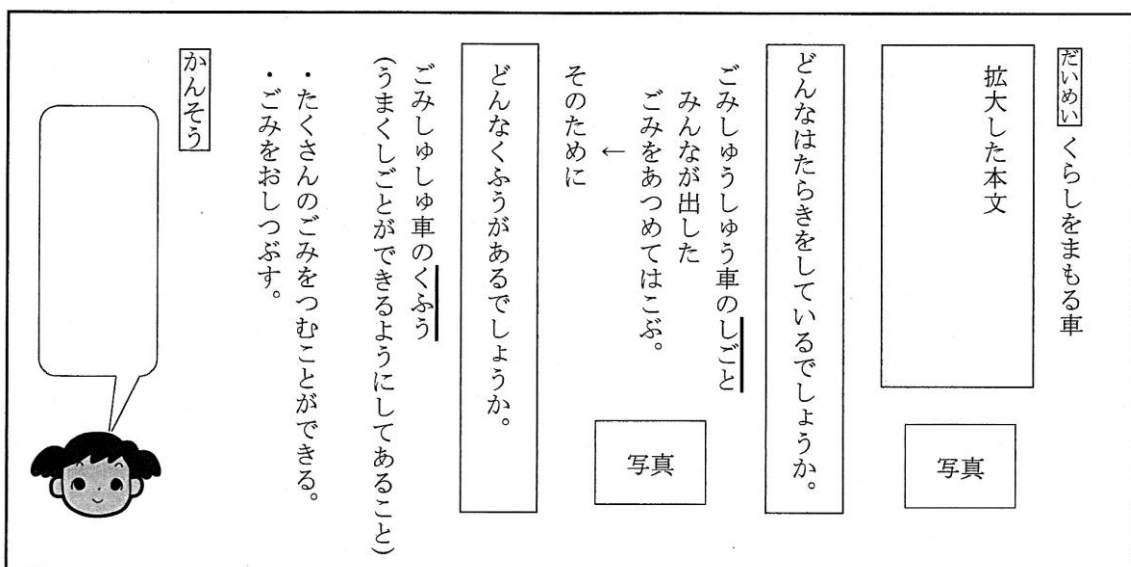 だいめい くらしをまもる車
拡大した本文
写真
どんなはたらきをしているでしょうか。
ごみしゅうしゅう車のしごと
みんなが出した
ごみをあつめてはこぶ。
←
そのために
写真
どんなくふうがあるでしょうか。
ごみしゅしゅ車のくふう
(うまくしごとができるようにしてあること)
・たくさんのごみをつむことができる。
・ごみをおしつぶす。
かんそう